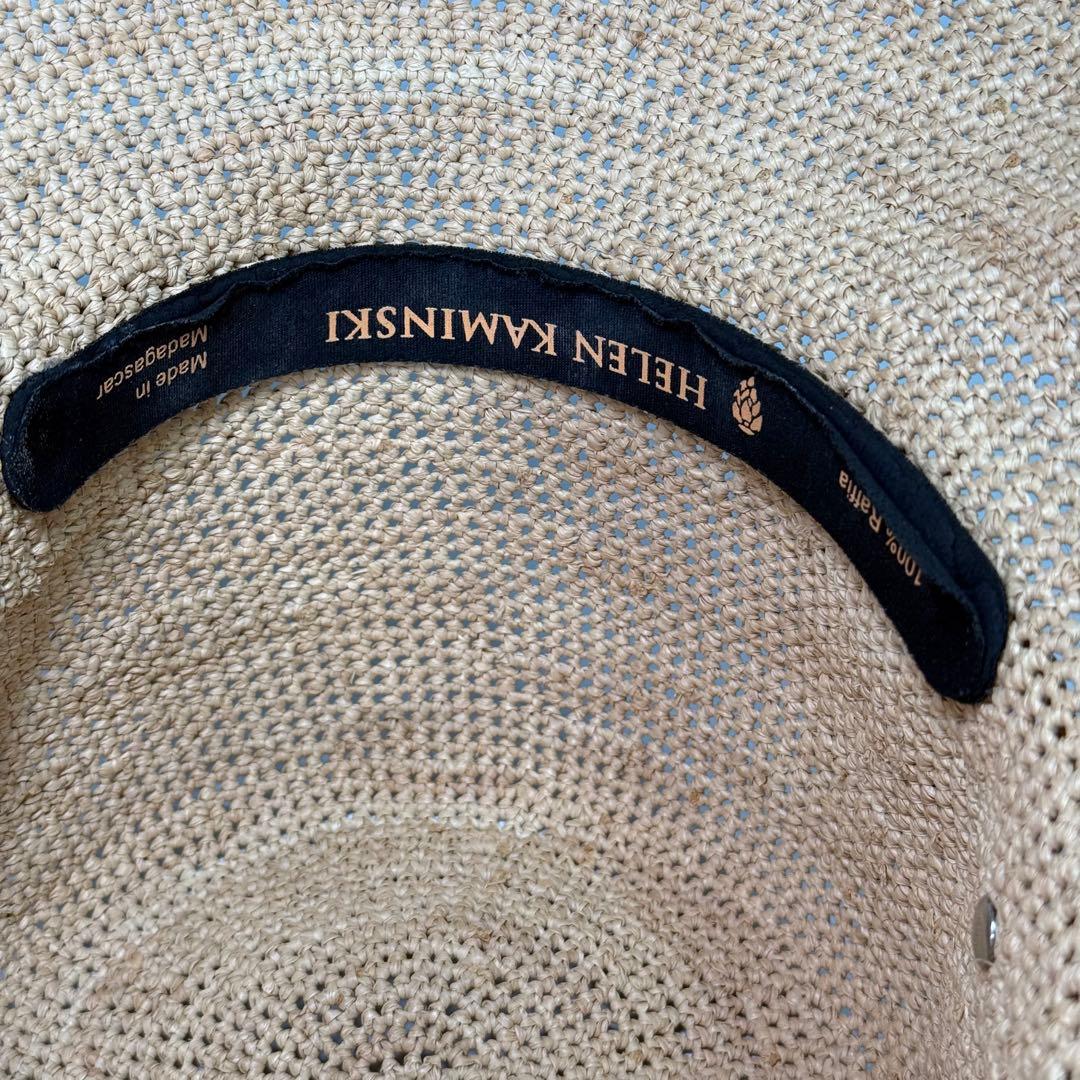 100% Raffia
HELEN KAMINSKI
Made in
Madagascar